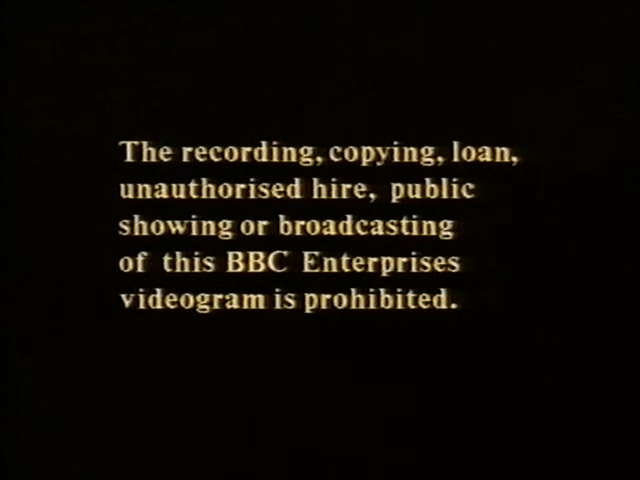 The recording, copying, loan,
unauthorised hire, public
showing or broadcasting
of this BBC Enterprises
videogram is prohibited.